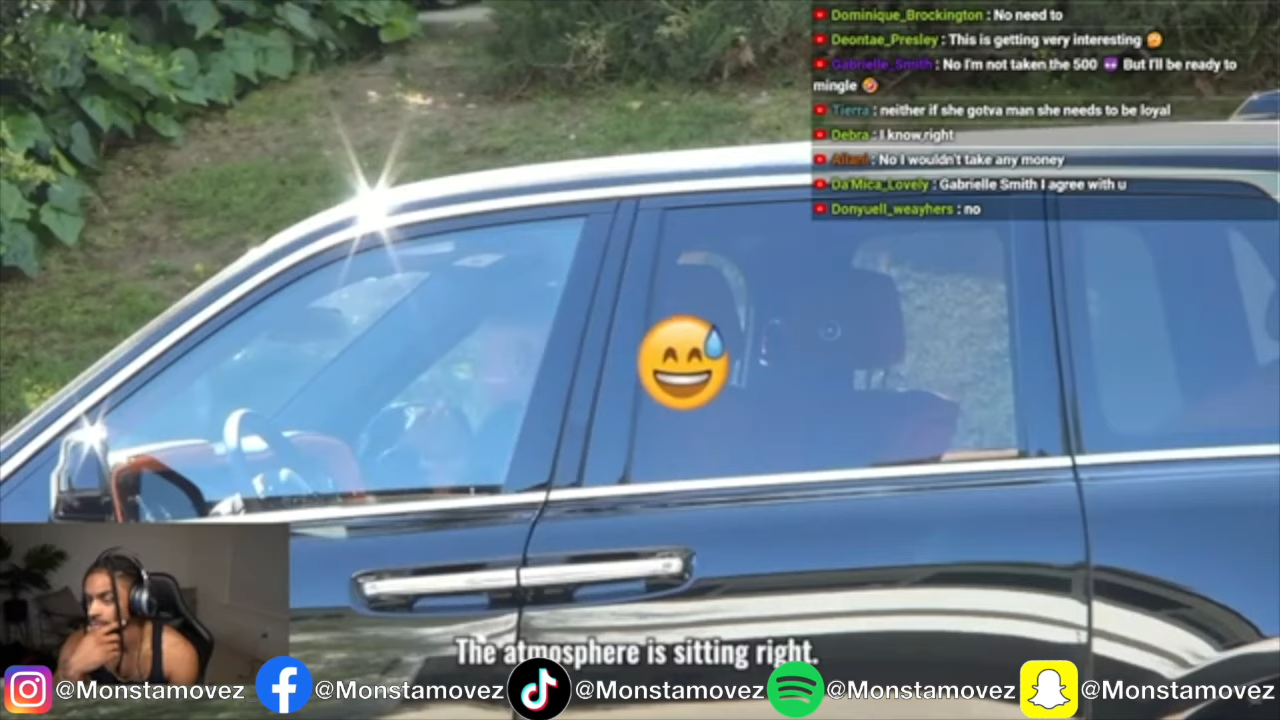 Dominique_Brockington : No need to
Deontae_Presley : This is getting very interesting
Gabrielle_Smith : No I'm not taken the 500 But I'll be ready to
mingle
Tierra : neither if she gotva man she needs to be loyal
Debra : I know,right
Allani : No I wouldn't take any money
Da'Mica_Lovely : Gabrielle Smith I agree with u
Donyuell_weayhers : no
The atmosphere is sitting right.
@Monstamovez @Monstamovez @Monstamovez @Monstamovez @Monstamovez